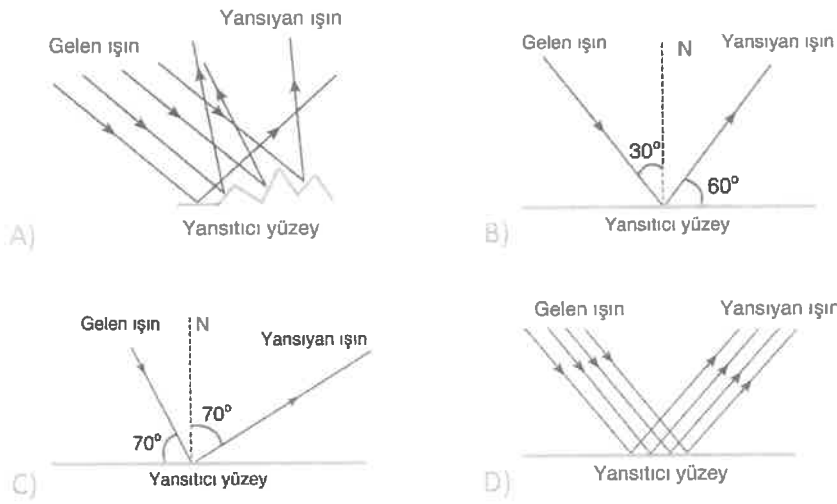 Gelen ışın
Yansıyan ışın
Yansıtıcı yüzey
A)
Gelen ışın
N
Yansıyan ışın
30°
60°
Yansıtıcı yüzey
B)
Gelen ışın
N
Yansıyan ışın
70°
70°
Yansıtıcı yüzey
C)
Gelen ışın
Yansıyan ışın
Yansıtıcı yüzey
D)